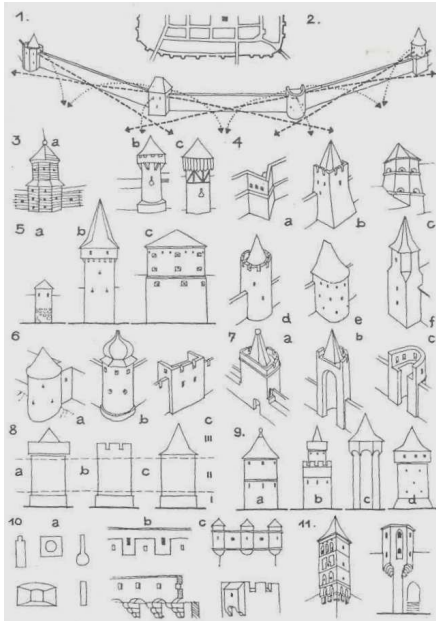 1. 2.
3 a b c 4
a b c
5 a b c
d e f
6 7 a b c
a b c
8 a b c III II I 9.
a b c d
10 a b c 11.